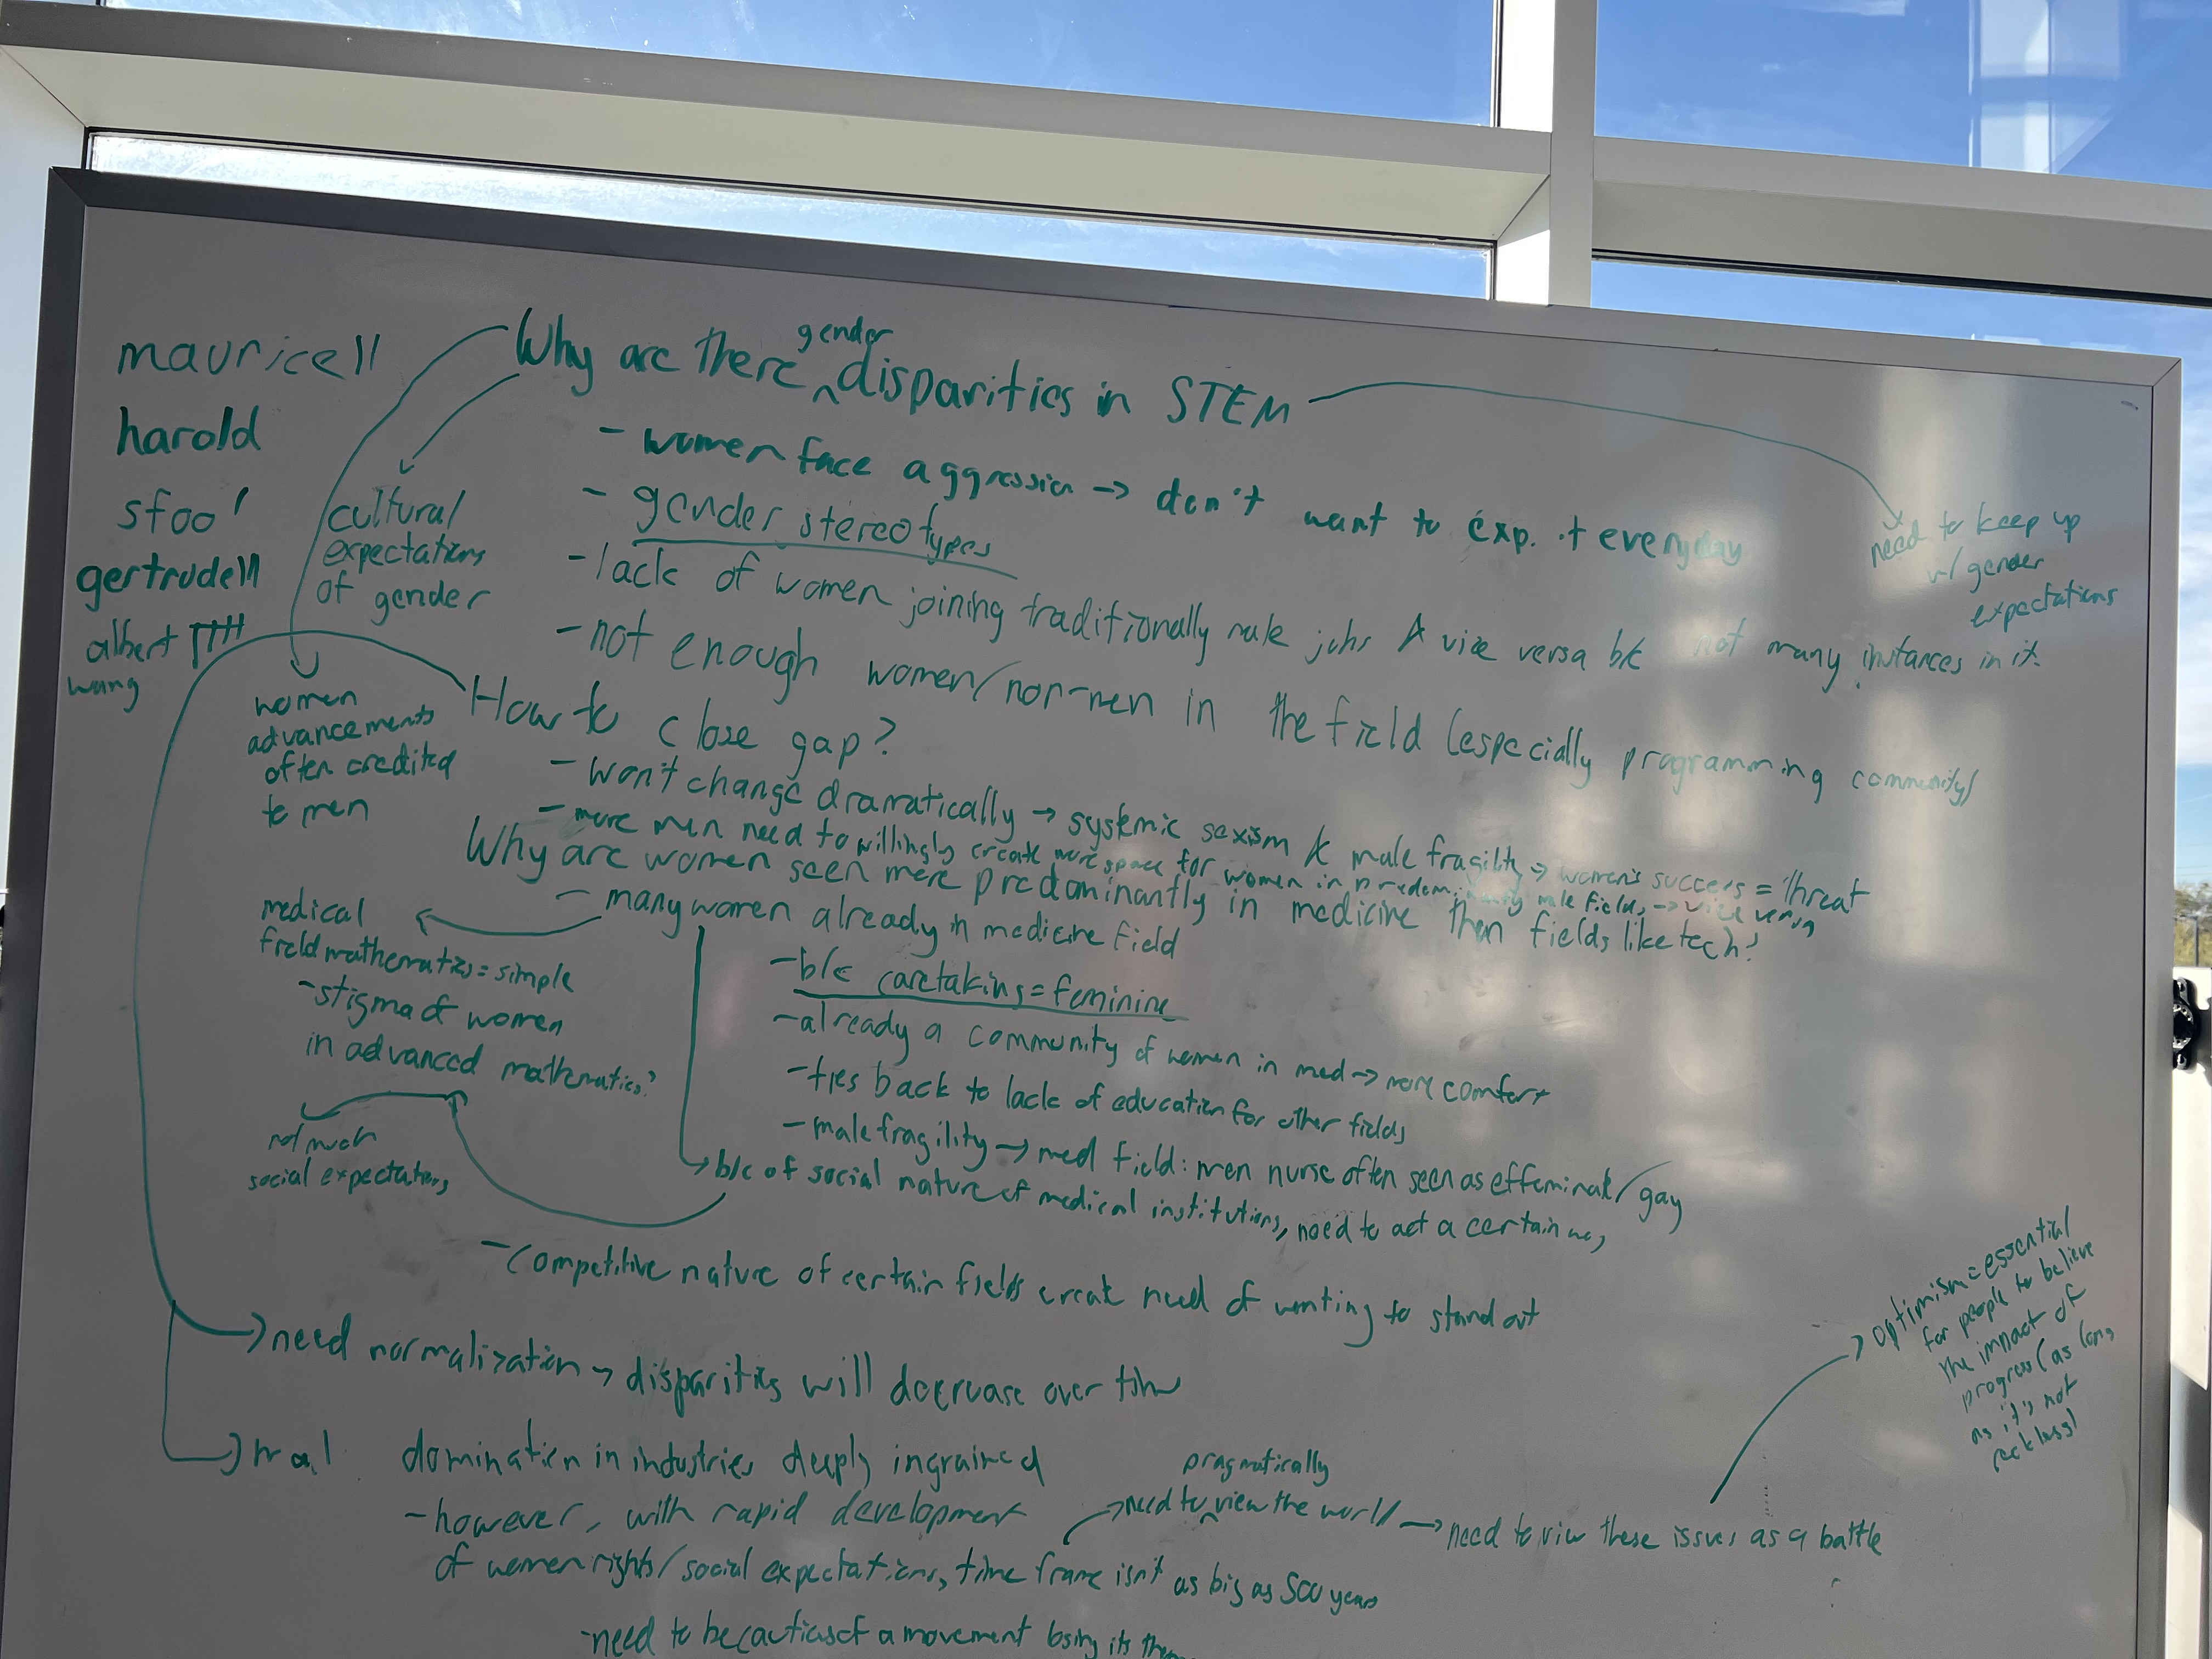 mauricell
harold
sfoo'
gertrudell
albert
wang
Why are there gender disparities in STEM
- women face aggression → don't want to exp. it everyday
- gender stereotypes
- lack of women joining traditionally male jobs & vice versa b/c not many instances in it.
- not enough women/non-men in the field (especially programming community)
need to keep up
w/ gender
expectations
cultural
expectations
of gender
women
advancements
often credited
to men
How to close gap?
- won't change dramatically → systemic sexism & male fragility → women's success = threat
- more men need to willingly create more space for women in predominantly male fields → vice versa
Why are women seen more predominantly in medicine than fields like tech?
- many women already in medicine field
medical
field mathematics = simple
- stigma of women
in advanced mathematics?
not much
social expectations
- b/c caretaking = feminine
- already a community of women in med → more comfort
- ties back to lack of education for other fields
- male fragility → med field: men nurse often seen as effeminate/gay
→ b/c of social nature of medical institutions, need to act a certain way
- competitive nature of certain fields create need of wanting to stand out
→ need normalization → disparities will decrease over time
→ mal domination in industries deeply ingrained
- however, with rapid development
of women rights/social expectations, time frame isn't as big as 500 years
→ need to pragmatically view the world → need to view these issues as a battle
→ optimism = essential
for people to believe
the impact of
progress (as long
as it's not
reckless)
- need to be cautious of a movement losing its